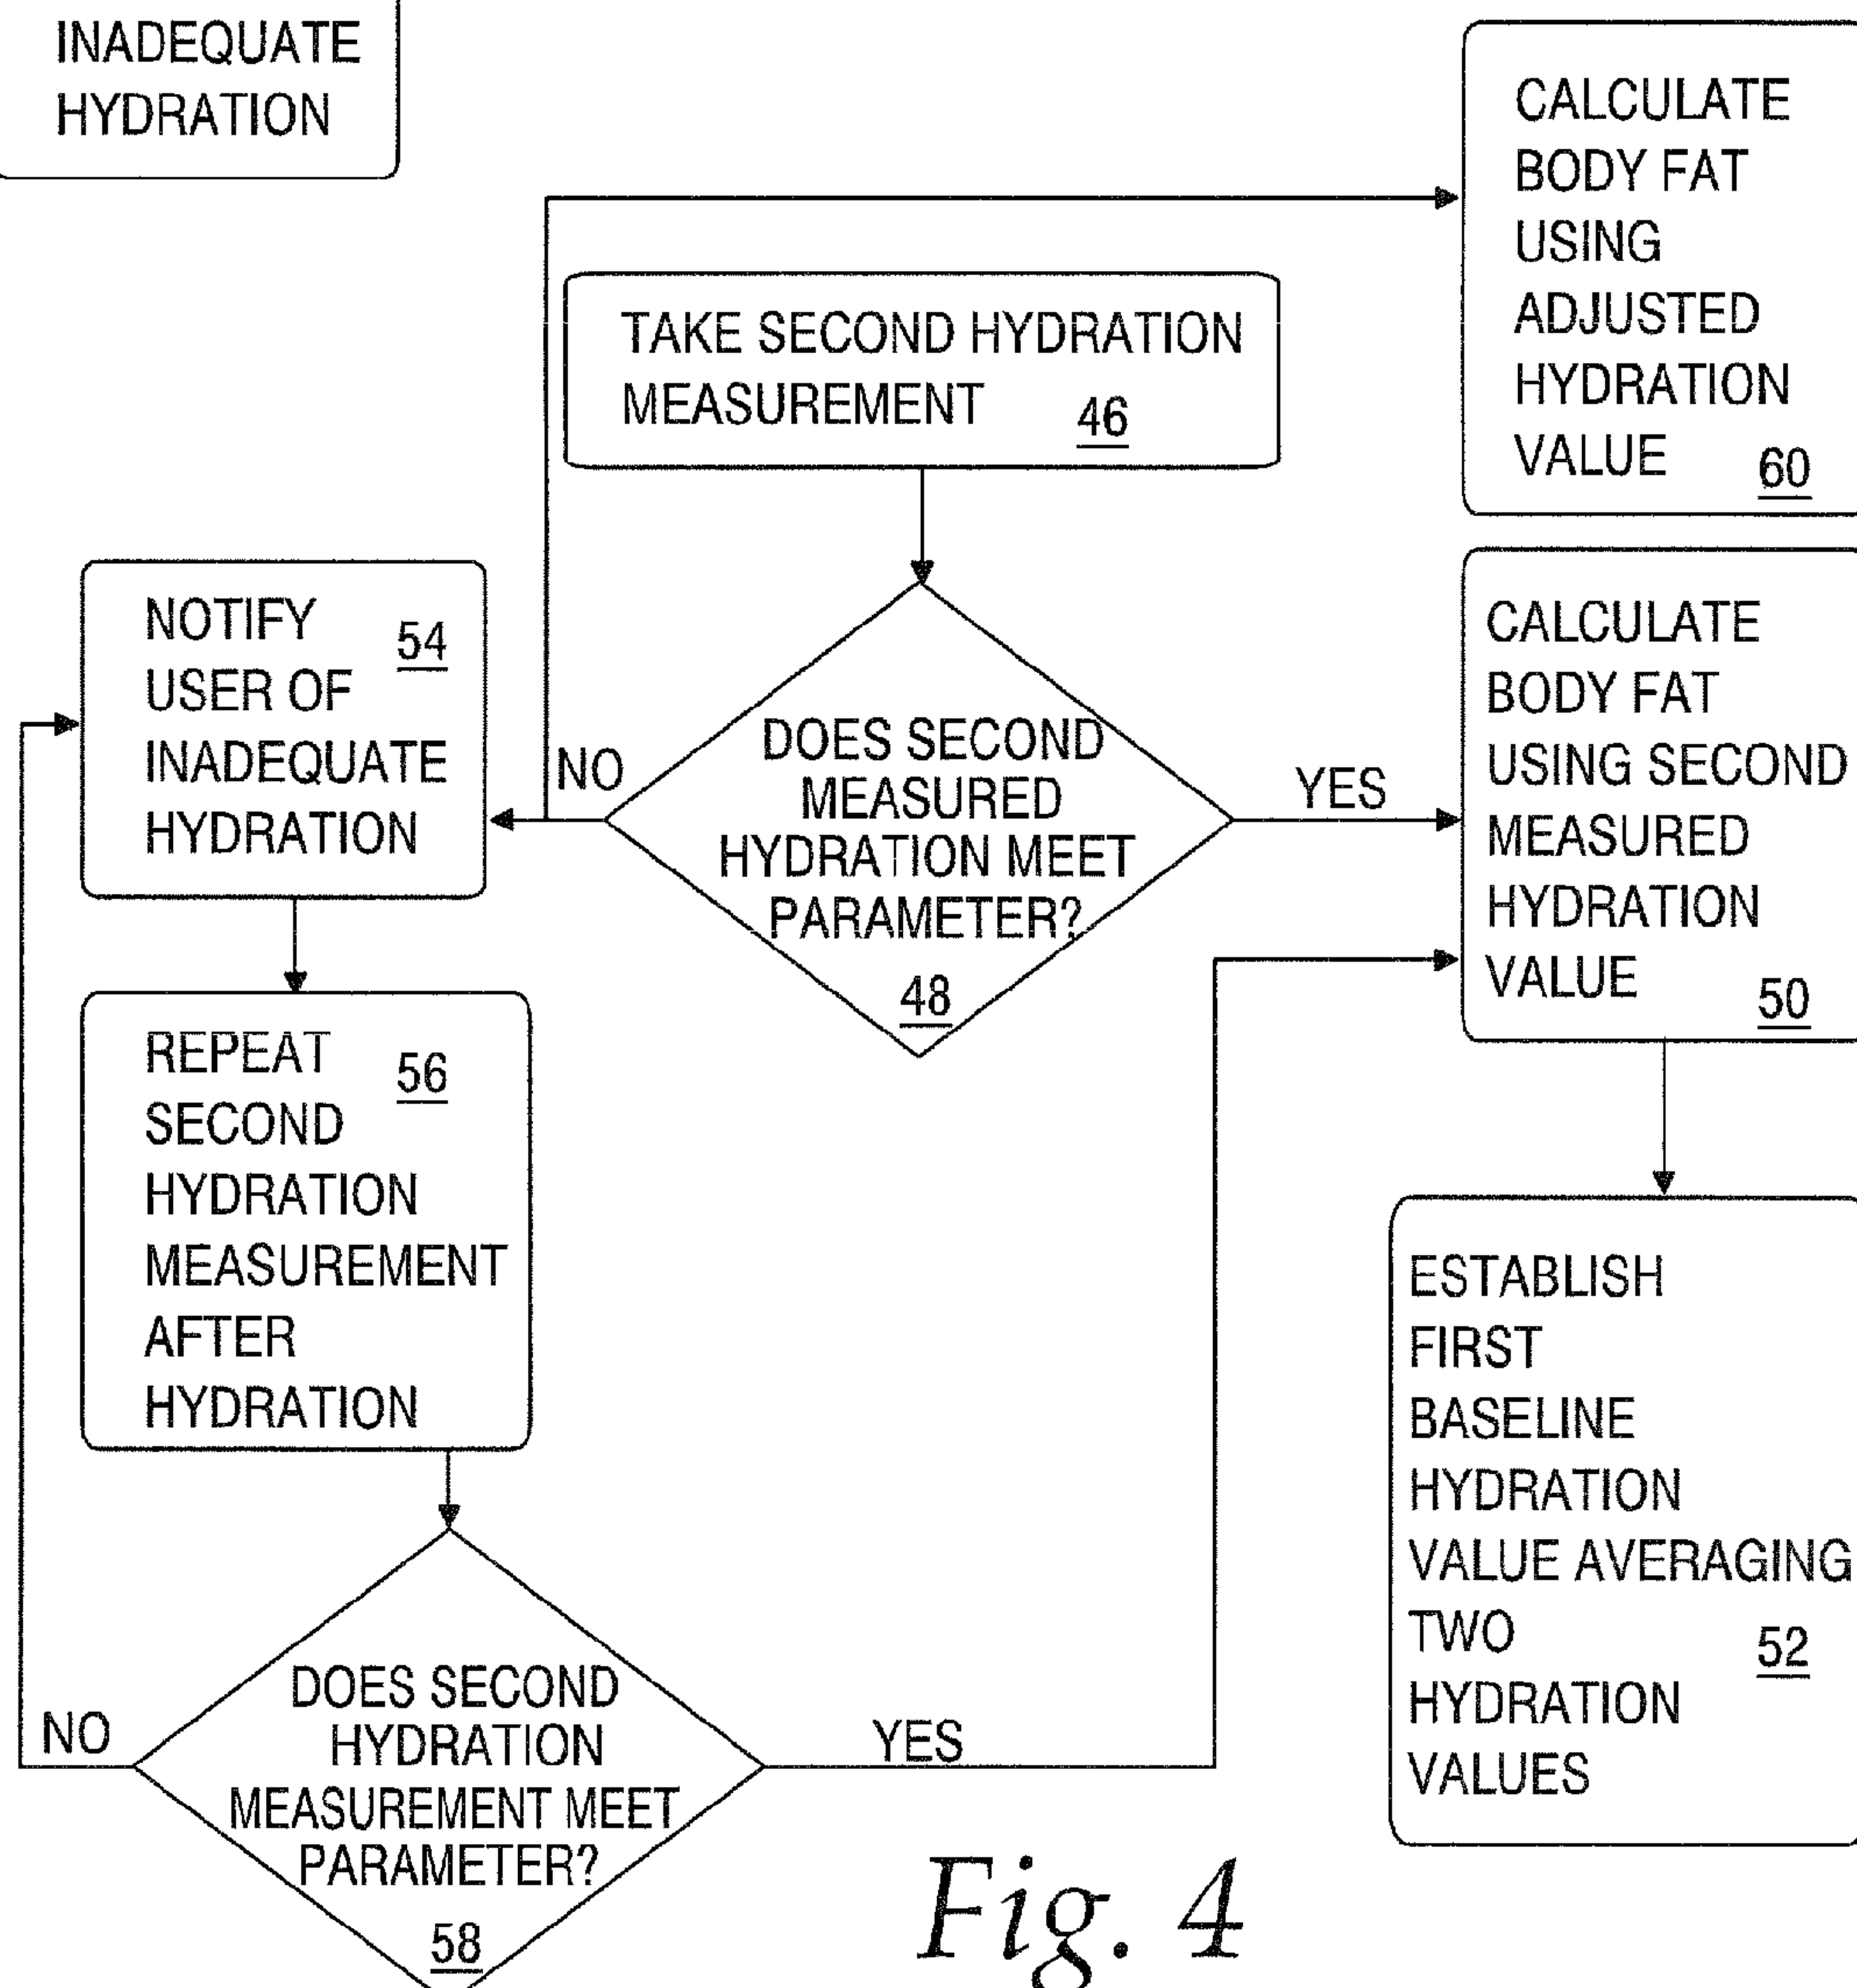 INADEQUATE
HYDRATION
CALCULATE
BODY FAT
USING
ADJUSTED
HYDRATION
VALUE 60
TAKE SECOND HYDRATION
MEASUREMENT 46
NOTIFY 54
USER OF
INADEQUATE
HYDRATION
NO
DOES SECOND
MEASURED
HYDRATION MEET
PARAMETER?
48
YES
CALCULATE
BODY FAT
USING SECOND
MEASURED
HYDRATION
VALUE 50
REPEAT 56
SECOND
HYDRATION
MEASUREMENT
AFTER
HYDRATION
ESTABLISH
FIRST
BASELINE
HYDRATION
VALUE AVERAGING
TWO 52
HYDRATION
VALUES
NO
DOES SECOND
HYDRATION
MEASUREMENT MEET
PARAMETER?
58
YES
Fig. 4